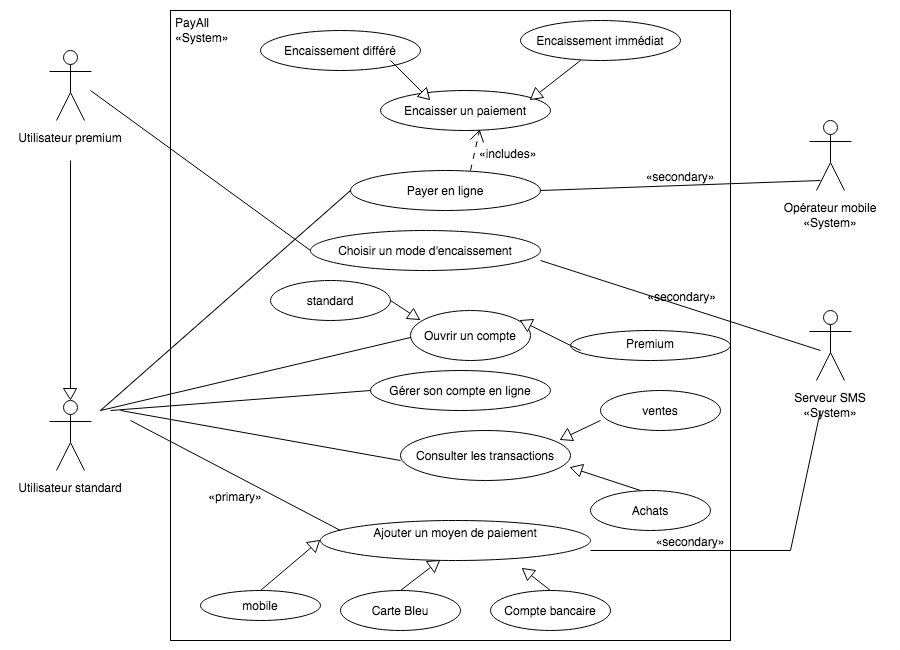 PayAll
«System»
Encaissement différé
Encaissement immédiat
Encaisser un paiement
Utilisateur premium
«includes»
Payer en ligne
«secondary»
Opérateur mobile
«System»
Choisir un mode d'encaissement
standard
«secondary»
Ouvrir un compte
Premium
Gérer son compte en ligne
Serveur SMS
«System»
ventes
Consulter les transactions
Utilisateur standard
«primary»
Achats
Ajouter un moyen de paiement
«secondary»
mobile
Carte Bleu
Compte bancaire